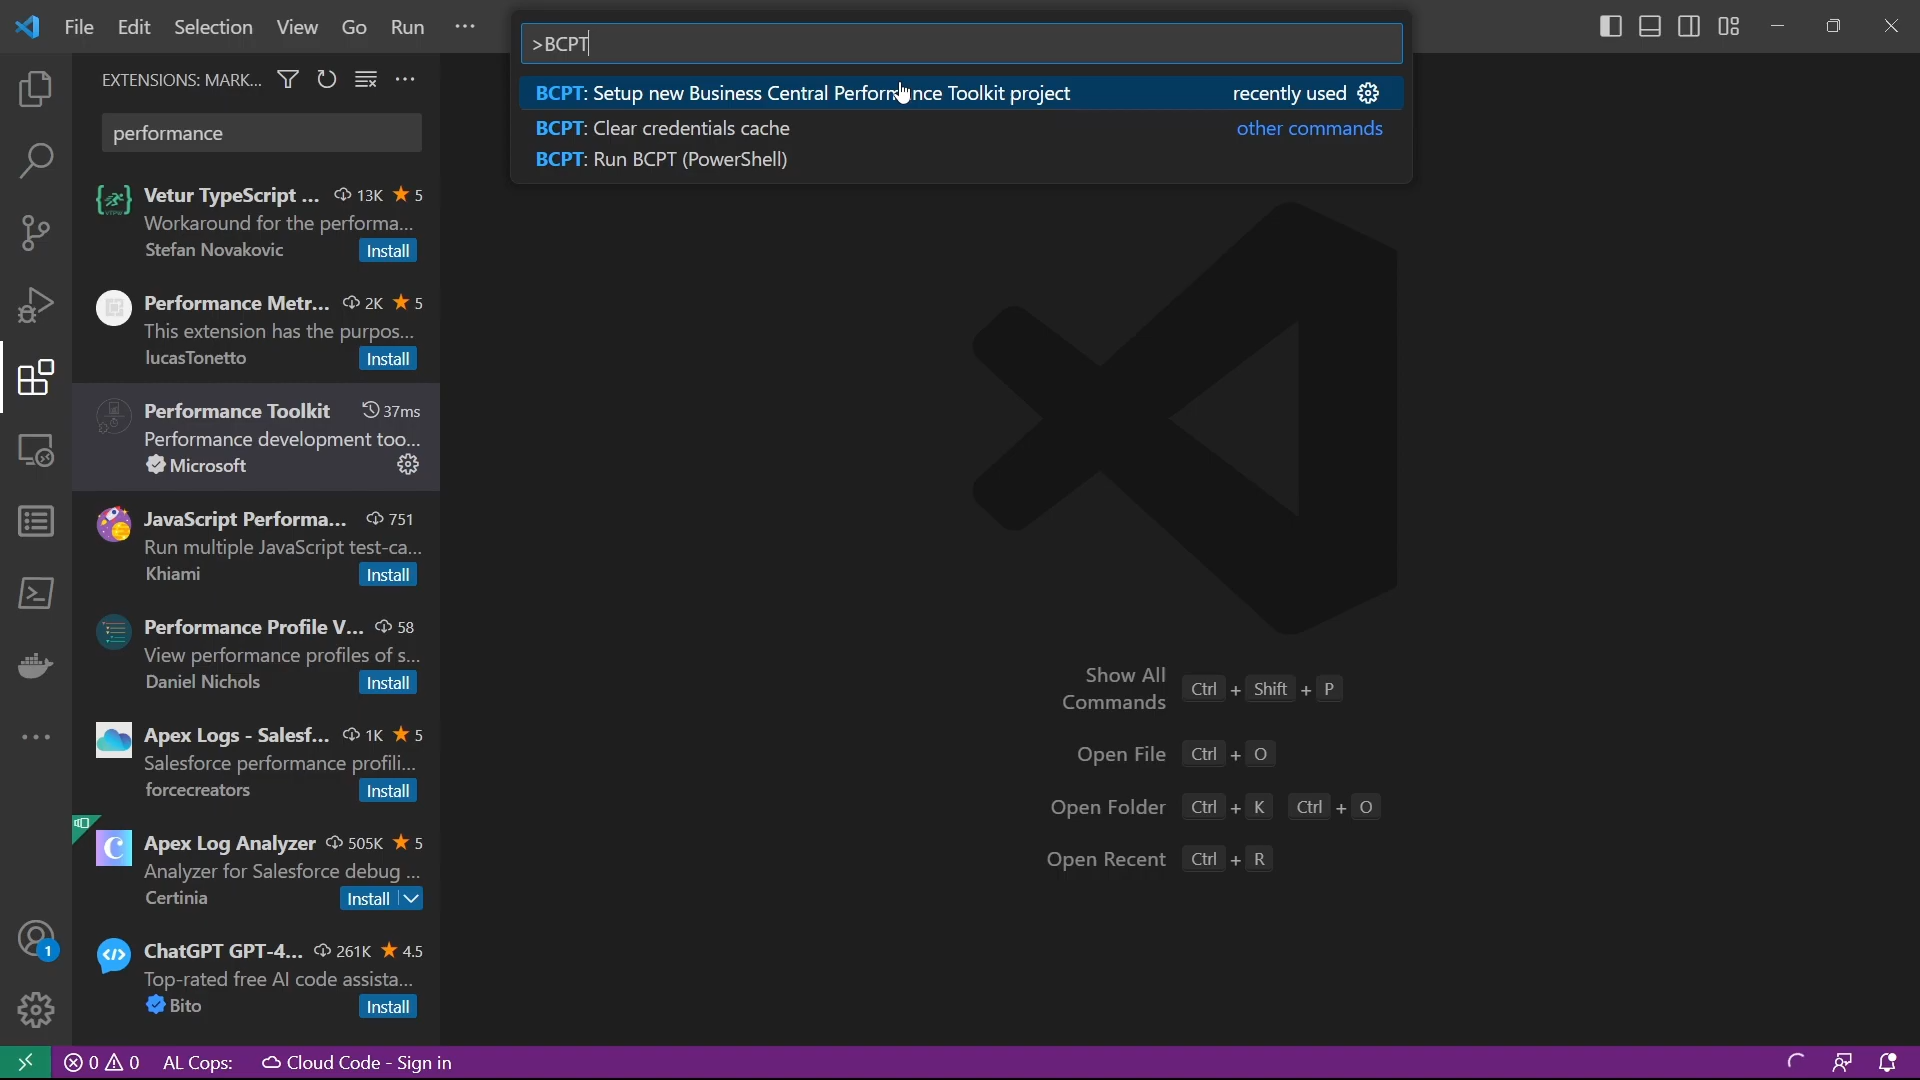 File Edit Selection View Go Run ···
>BCPT
BCPT: Setup new Business Central Performance Toolkit project recently used
BCPT: Clear credentials cache other commands
BCPT: Run BCPT (PowerShell)
EXTENSIONS: MARK...
performance
Vetur TypeScript ... 13K 5
Workaround for the performa...
Stefan Novakovic Install
Performance Metr... 2K 5
This extension has the purpos...
lucasTonetto Install
Performance Toolkit 37ms
Performance development too...
Microsoft
JavaScript Performa... 751
Run multiple JavaScript test-ca...
Khiami Install
Performance Profile V... 58
View performance profiles of s...
Daniel Nichols Install
Apex Logs - Salesf... 1K 5
Salesforce performance profili...
forcecreators Install
Apex Log Analyzer 505K 5
Analyzer for Salesforce debug ...
Certinia Install
ChatGPT GPT-4... 261K 4.5
Top-rated free AI code assista...
Bito Install
Show All
Commands Ctrl + Shift + P
Open File Ctrl + O
Open Folder Ctrl + K Ctrl + O
Open Recent Ctrl + R
1
0 0 AL Cops: Cloud Code - Sign in